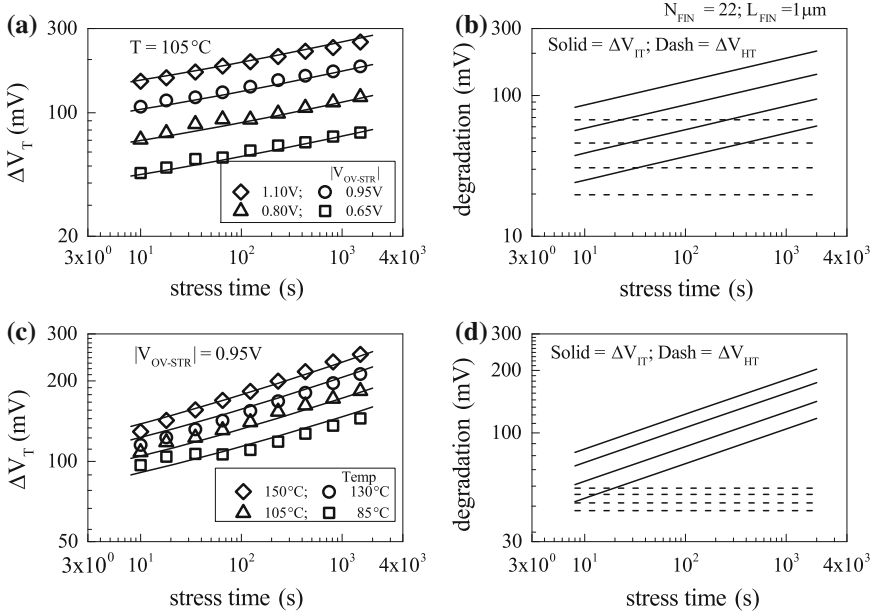 N_FIN = 22; L_FIN = 1μm
(a)
T = 105°C
300
100
20
ΔV_T (mV)
|V_OV-STR|
1.10V; 0.95V
0.80V; 0.65V
3x10^0 10^1 10^2 10^3 4x10^3
stress time (s)
(b)
Solid = ΔV_IT; Dash = ΔV_HT
300
100
10
degradation (mV)
3x10^0 10^1 10^2 10^3 4x10^3
stress time (s)
(c)
|V_OV-STR| = 0.95V
300
200
100
50
ΔV_T (mV)
Temp
150°C; 130°C
105°C; 85°C
3x10^0 10^1 10^2 10^3 4x10^3
stress time (s)
(d)
Solid = ΔV_IT; Dash = ΔV_HT
300
200
100
30
degradation (mV)
3x10^0 10^1 10^2 10^3 4x10^3
stress time (s)